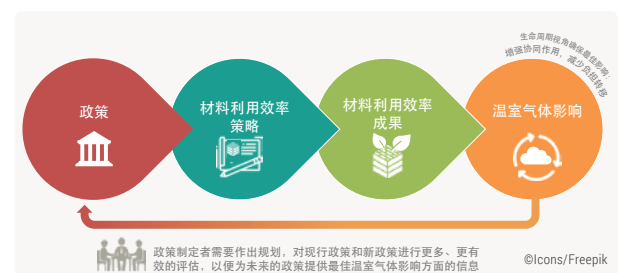 生命周期视角确保最佳影响：
增强协同作用，减少负担转移
政策
材料利用效率
策略
材料利用效率
成果
温室气体影响
政策制定者需要作出规划，对现行政策和新政策进行更多、更有
效的评估，以便为未来的政策提供最佳温室气体影响方面的信息
©Icons/Freepik